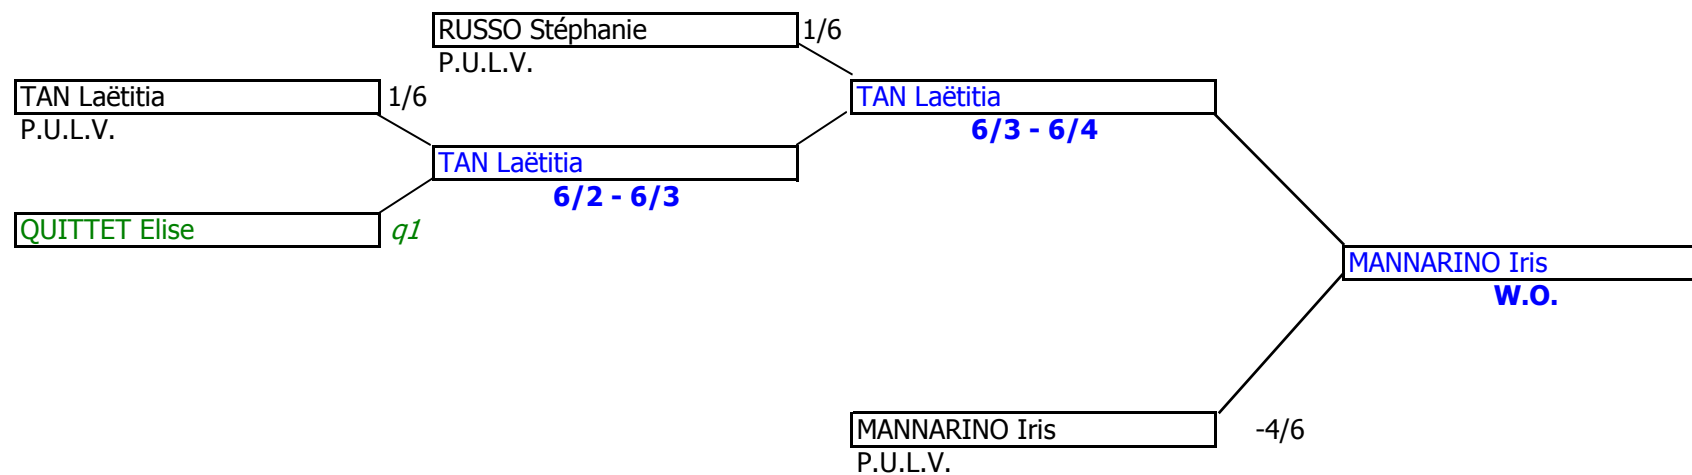 RUSSO Stéphanie 1/6
P.U.L.V.
TAN Laëtitia 1/6
P.U.L.V.
TAN Laëtitia
6/3 - 6/4
TAN Laëtitia
6/2 - 6/3
QUITTET Elise q1
MANNARINO Iris
W.O.
MANNARINO Iris -4/6
P.U.L.V.